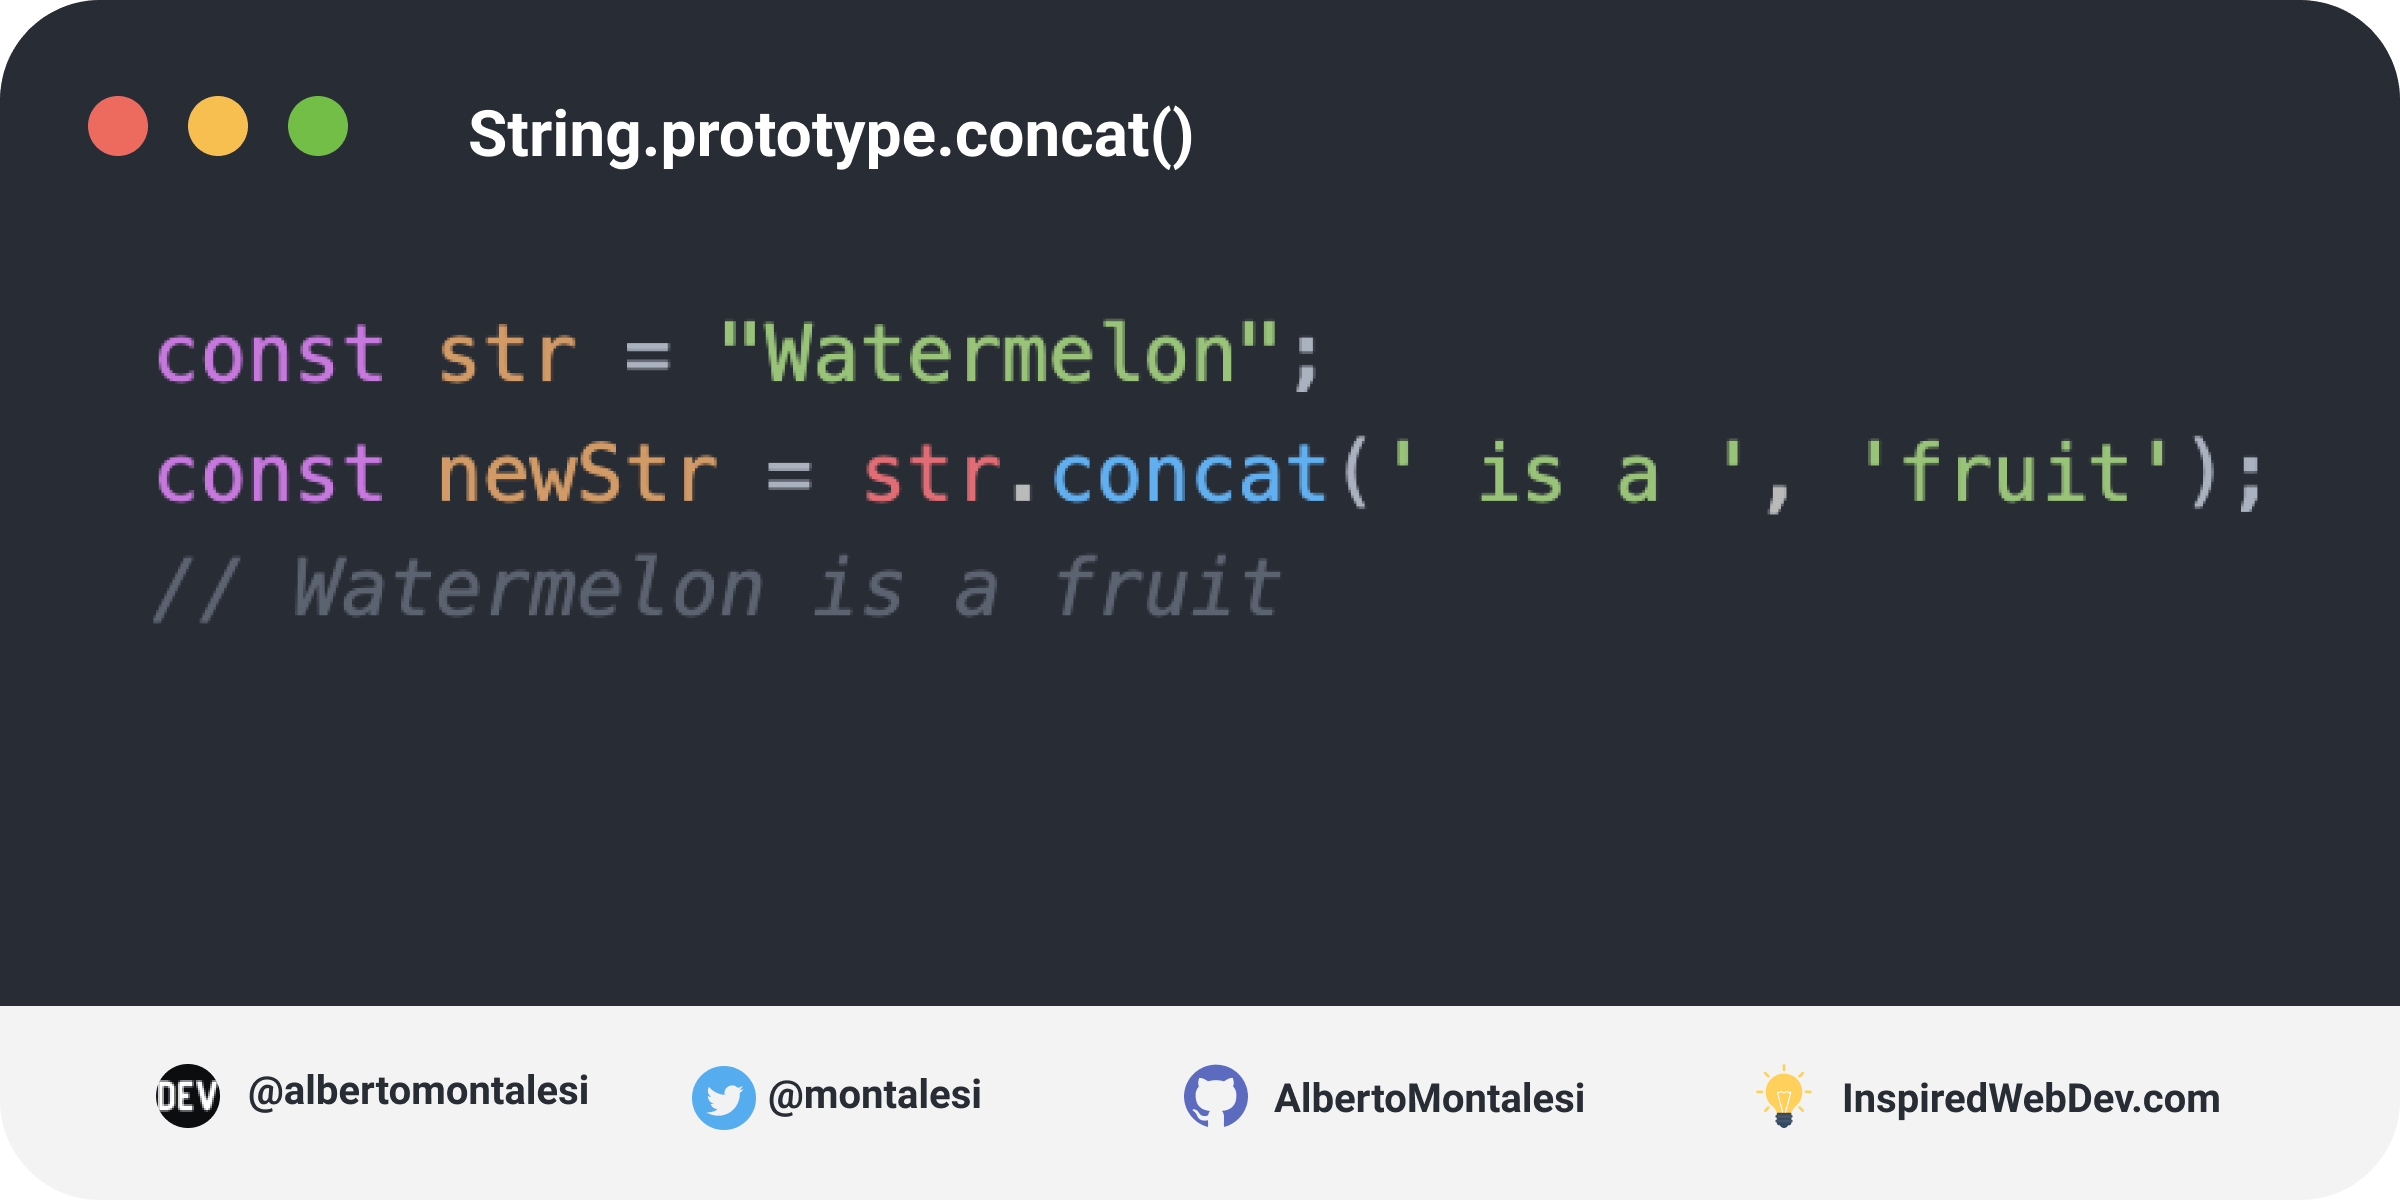 String.prototype.concat()
const str = "Watermelon";
const newStr = str.concat(' is a ', 'fruit');
// Watermelon is a fruit
DEV @albertomontalesi @montalesi AlbertoMontalesi InspiredWebDev.com